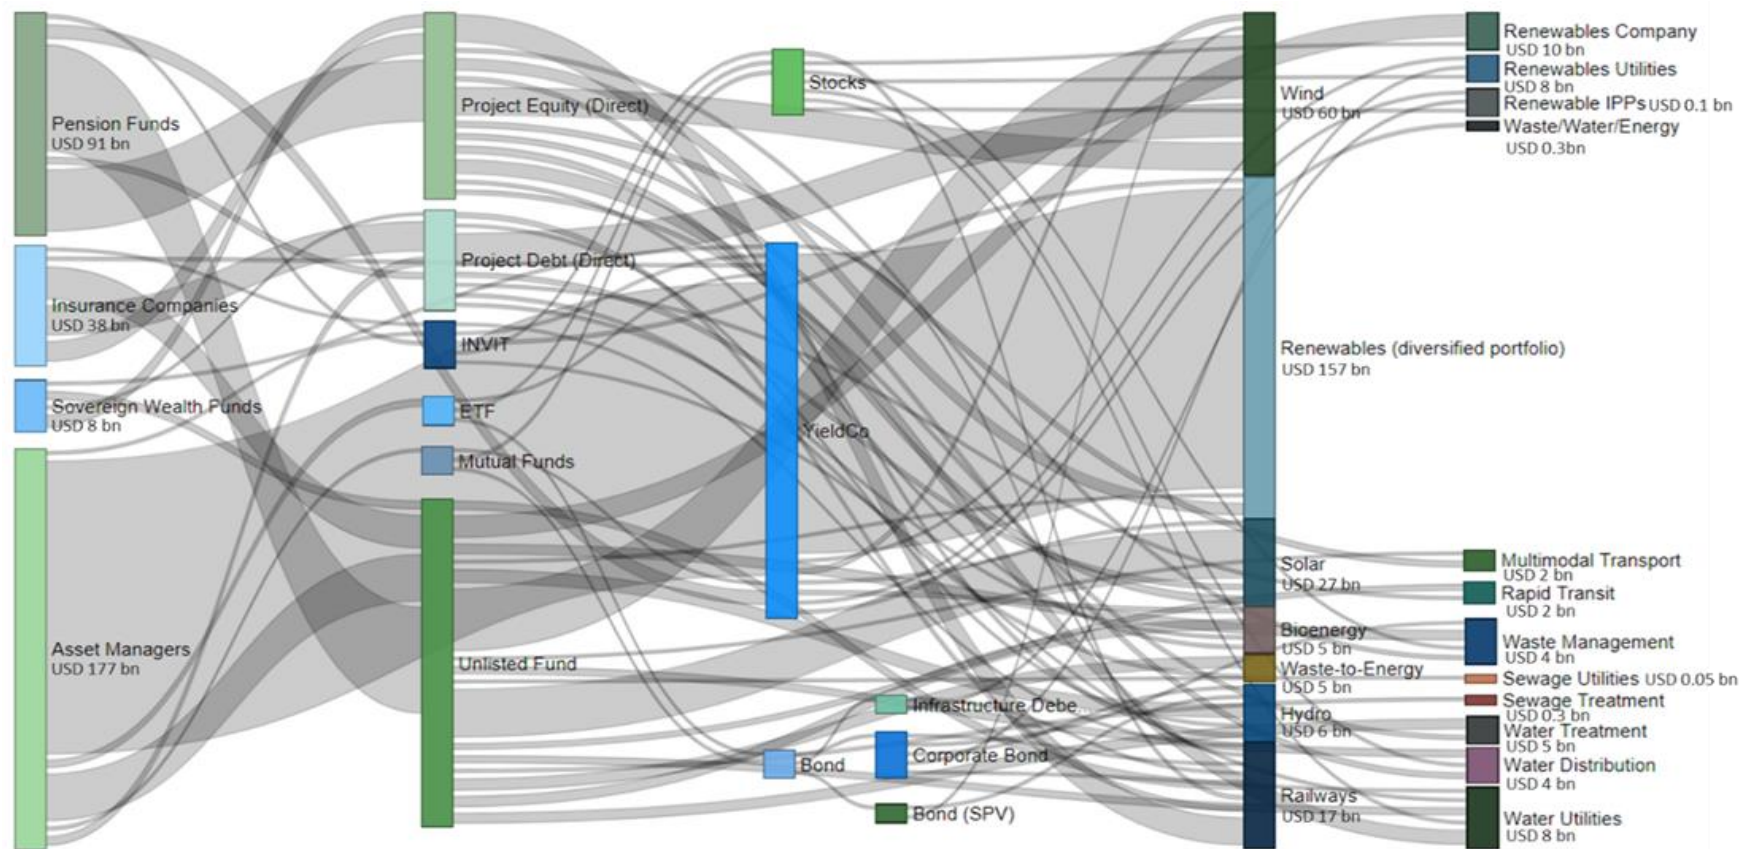 Pension Funds
USD 91 bn
Insurance Companies
USD 38 bn
Sovereign Wealth Funds
USD 8 bn
Asset Managers
USD 177 bn
Project Equity (Direct)
Project Debt (Direct)
INVIT
ETF
Mutual Funds
Unlisted Fund
Stocks
YieldCo
Bond
Infrastructure Debe...
Corporate Bond
Bond (SPV)
Wind
USD 60 bn
Renewables (diversified portfolio)
USD 157 bn
Solar
USD 27 bn
Bioenergy
USD 5 bn
Waste-to-Energy
USD 5 bn
Hydro
USD 6 bn
Railways
USD 17 bn
Renewables Company
USD 10 bn
Renewables Utilities
USD 8 bn
Renewable IPPs USD 0.1 bn
Waste/Water/Energy
USD 0.3bn
Multimodal Transport
USD 2 bn
Rapid Transit
USD 2 bn
Waste Management
USD 4 bn
Sewage Utilities USD 0.05 bn
Sewage Treatment
USD 0.3 bn
Water Treatment
USD 5 bn
Water Distribution
USD 4 bn
Water Utilities
USD 8 bn